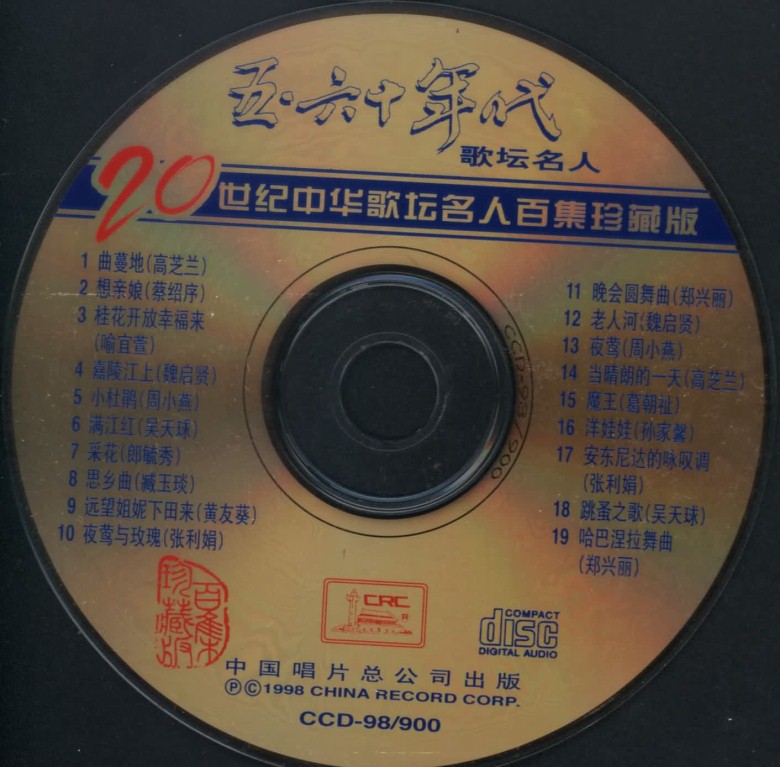 五·六十年代
歌坛名人
20世纪中华歌坛名人百集珍藏版
1 曲蔓地(高芝兰)
2 想亲娘(蔡绍序)
3 桂花开放幸福来
(喻宜萱)
4 嘉陵江上(魏启贤)
5 小杜鹃(周小燕)
6 满江红(吴天球)
7 采花(郎毓秀)
8 思乡曲(臧玉琰)
9 远望姐妮下田来(黄友葵)
10 夜莺与玫瑰(张利娟)
11 晚会圆舞曲(郑兴丽)
12 老人河(魏启贤)
13 夜莺(周小燕)
14 当晴朗的一天(高芝兰)
15 魔王(葛朝祉)
16 洋娃娃(孙家馨)
17 安东尼达的咏叹调
(张利娟)
18 跳蚤之歌(吴天球)
19 哈巴涅拉舞曲
(郑兴丽)
CCD-98/900
百集
珍藏版
CRC
COMPACT
disc
DIGITAL AUDIO
中国唱片总公司出版
ⓅⒸ1998 CHINA RECORD CORP.
CCD-98/900